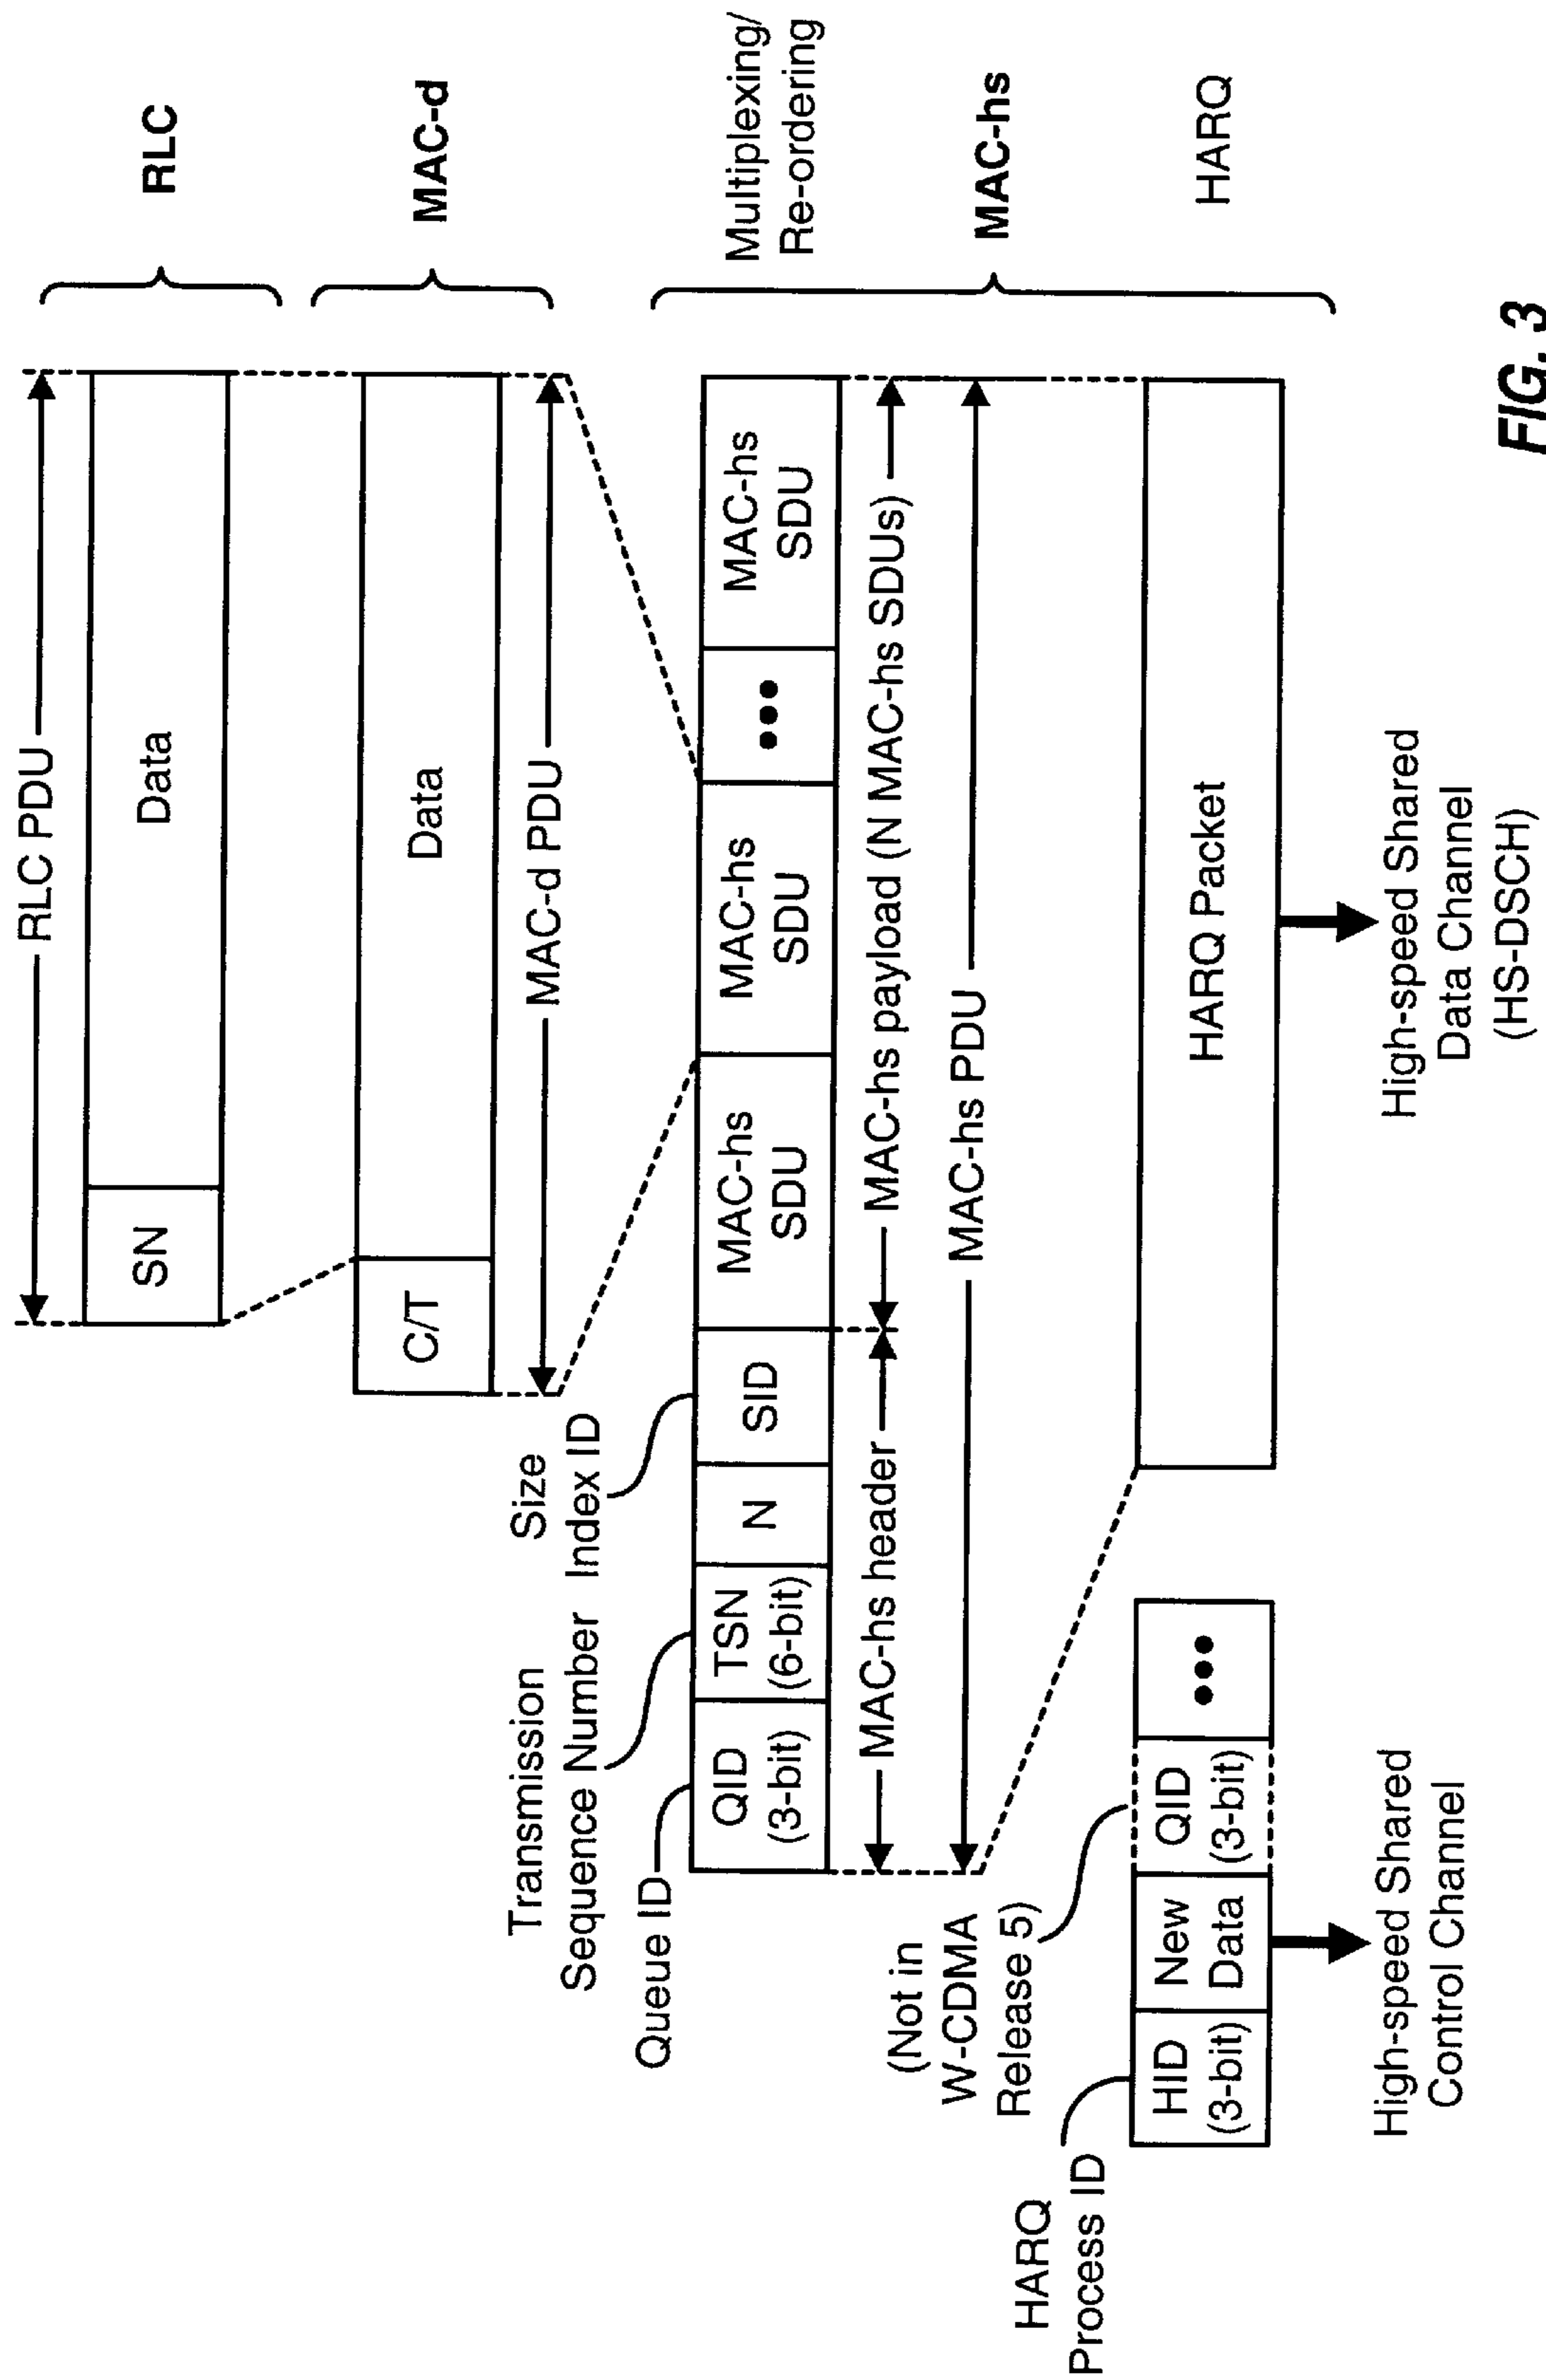 RLC PDU
SN
Data
RLC
C/T
Data
MAC-d
MAC-d PDU
Size
Index ID
Transmission
Sequence Number
Queue ID
QID
(3-bit)
TSN
(6-bit)
N
SID
MAC-hs
SDU
MAC-hs
SDU
•••
MAC-hs
SDU
Multiplexing/
Re-ordering
MAC-hs header
MAC-hs payload (N MAC-hs SDUs)
MAC-hs PDU
MAC-hs
(Not in
W-CDMA
Release 5)
HARQ
Process ID
HID
(3-bit)
New
Data
QID
(3-bit)
•••
HARQ Packet
HARQ
High-speed Shared
Control Channel
High-speed Shared
Data Channel
(HS-DSCH)
FIG. 3